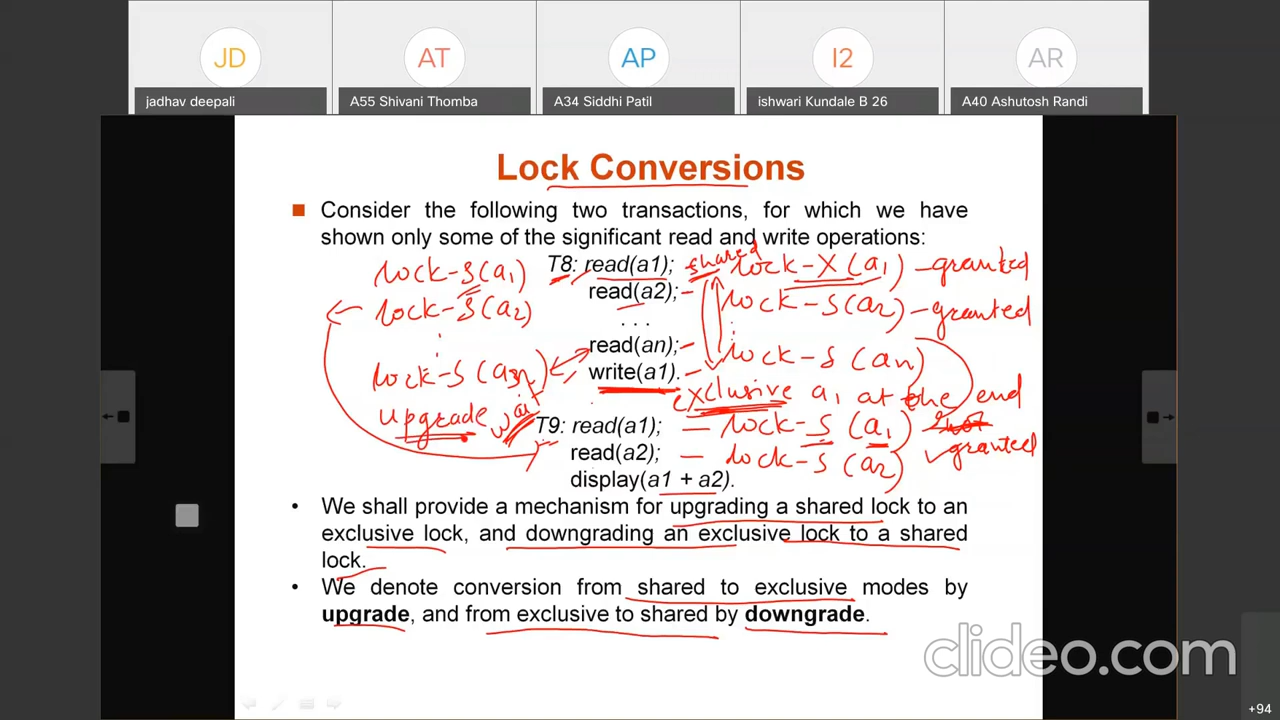 JD
AT
AP
I2
AR
jadhav deepali
A55 Shivani Thomba
A34 Siddhi Patil
ishwari Kundale B 26
A40 Ashutosh Randi
Lock Conversions
Consider the following two transactions, for which we have
shown only some of the significant read and write operations:
lock-S(a1)
lock-S(a2)
lock-S(an)
upgrade
T8: read(a1);
read(a2);
. . .
read(an);
write(a1).
shared lock-X (a1) - granted
lock-S(a2) - granted
lock-S (an)
exclusive a1 at the end
T9: read(a1); - lock-S (a1)
granted
read(a2); - lock-S (a2)
display(a1 + a2).
• We shall provide a mechanism for upgrading a shared lock to an
exclusive lock, and downgrading an exclusive lock to a shared
lock.
• We denote conversion from shared to exclusive modes by
upgrade, and from exclusive to shared by downgrade.
clideo.com
+94